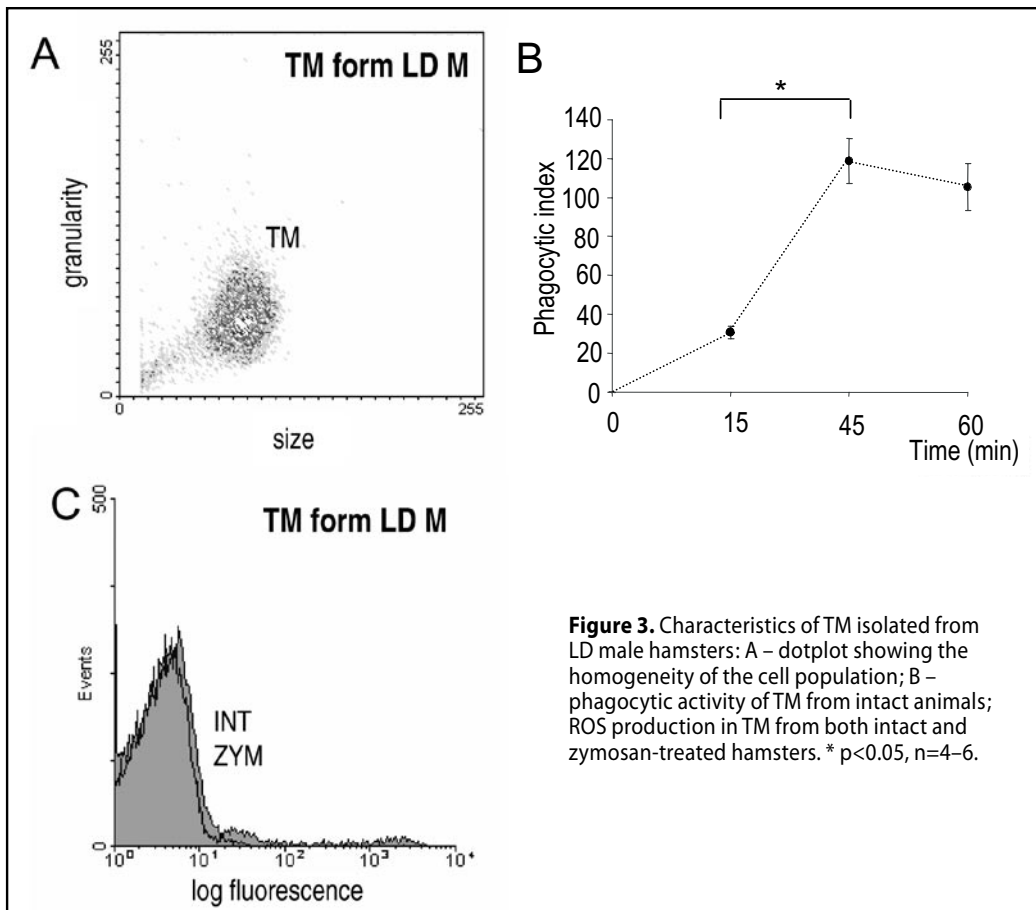 A
255
TM form LD M
granularity
TM
0
0
255
size
B
*
140
120
100
80
60
40
20
0
Phagocytic index
0 15 45 60
Time (min)
C
500
TM form LD M
Events
INT
ZYM
0
10⁰ 10¹ 10² 10³ 10⁴
log fluorescence
Figure 3. Characteristics of TM isolated from
LD male hamsters: A – dotplot showing the
homogeneity of the cell population; B –
phagocytic activity of TM from intact animals;
ROS production in TM from both intact and
zymosan-treated hamsters. * p<0.05, n=4–6.